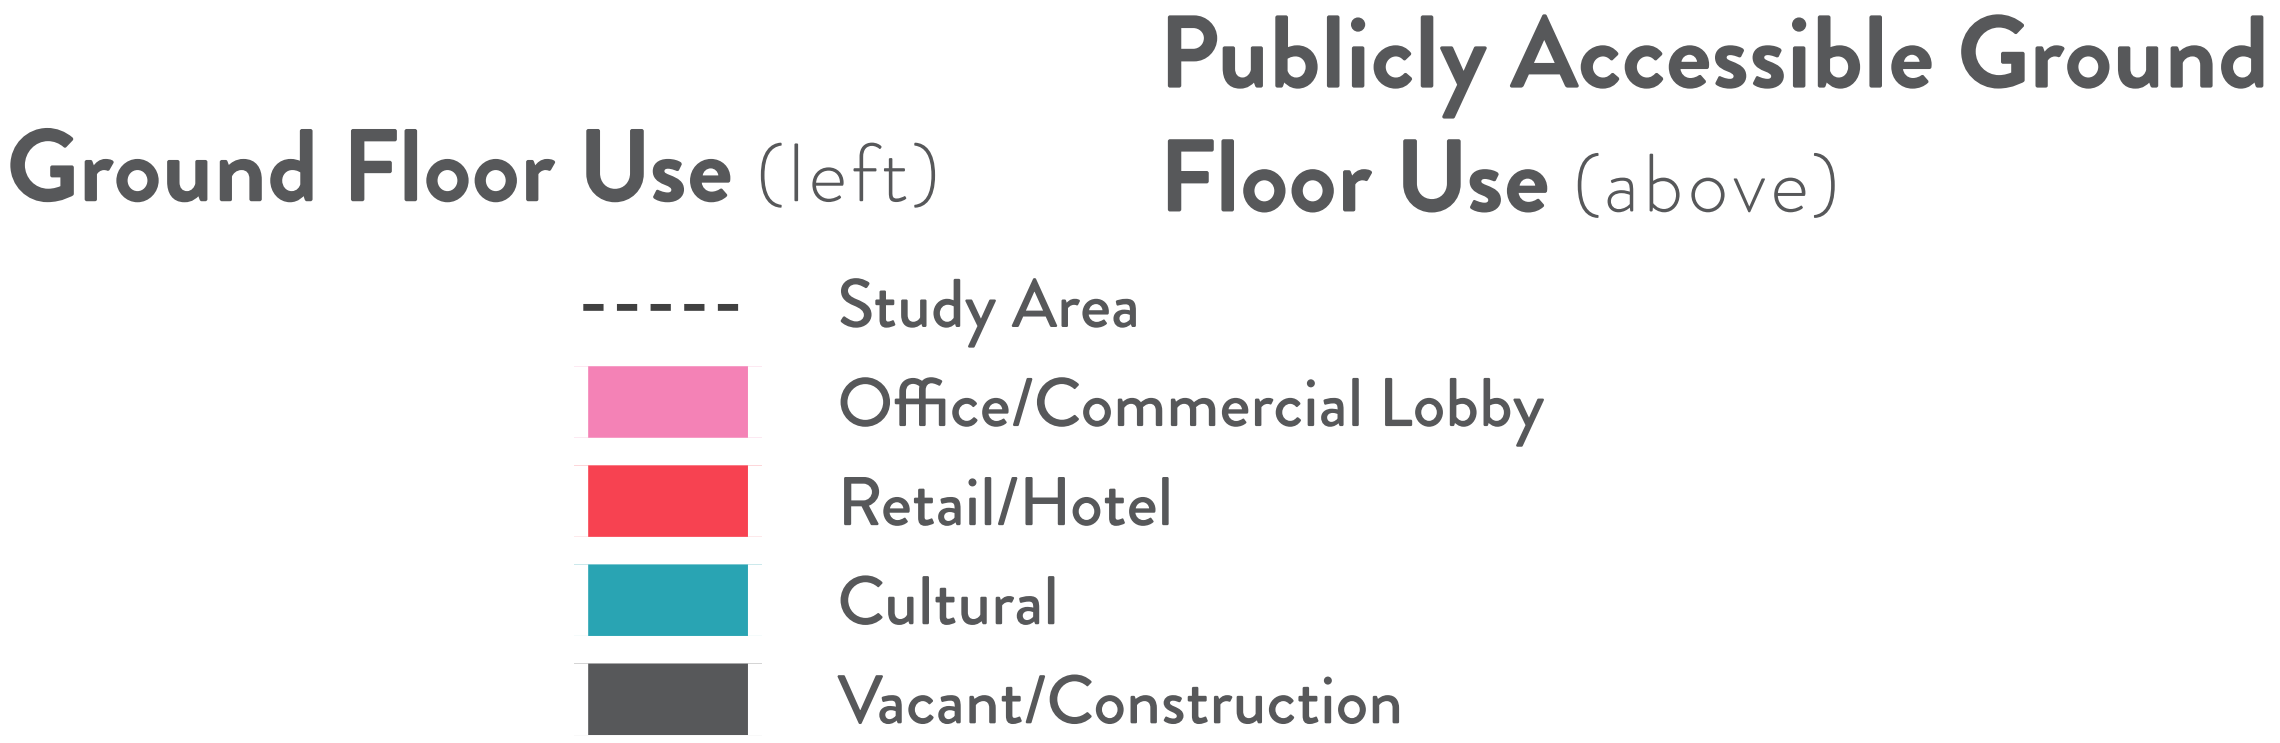 Ground Floor Use (left)
Publicly Accessible Ground
Floor Use (above)
Study Area
Office/Commercial Lobby
Retail/Hotel
Cultural
Vacant/Construction